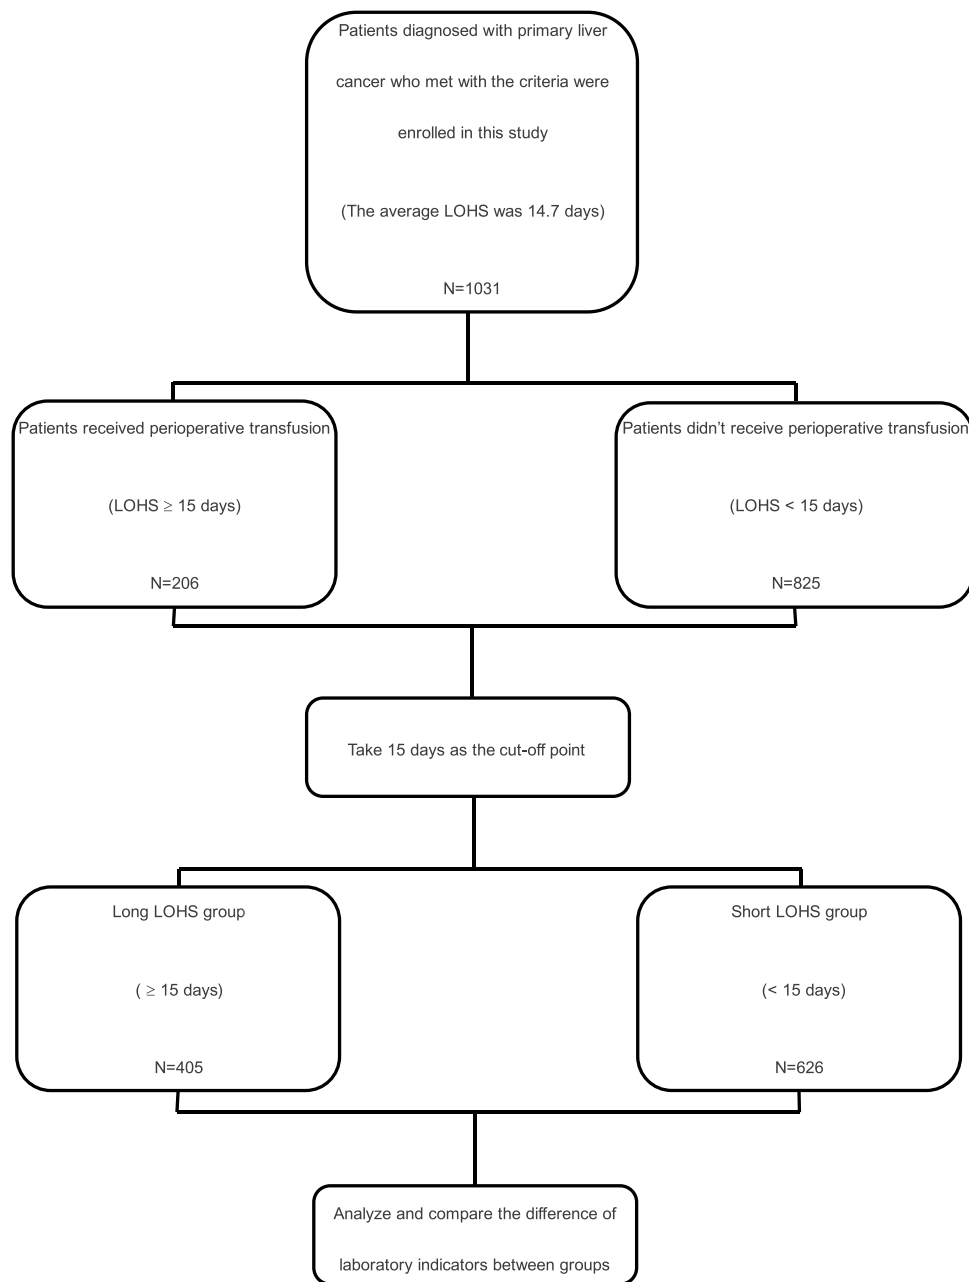 Patients diagnosed with primary liver
cancer who met with the criteria were
enrolled in this study
(The average LOHS was 14.7 days)
N=1031
Patients received perioperative transfusion
(LOHS ≥ 15 days)
N=206
Patients didn’t receive perioperative transfusion
(LOHS < 15 days)
N=825
Take 15 days as the cut-off point
Long LOHS group
( ≥ 15 days)
N=405
Short LOHS group
(< 15 days)
N=626
Analyze and compare the difference of
laboratory indicators between groups